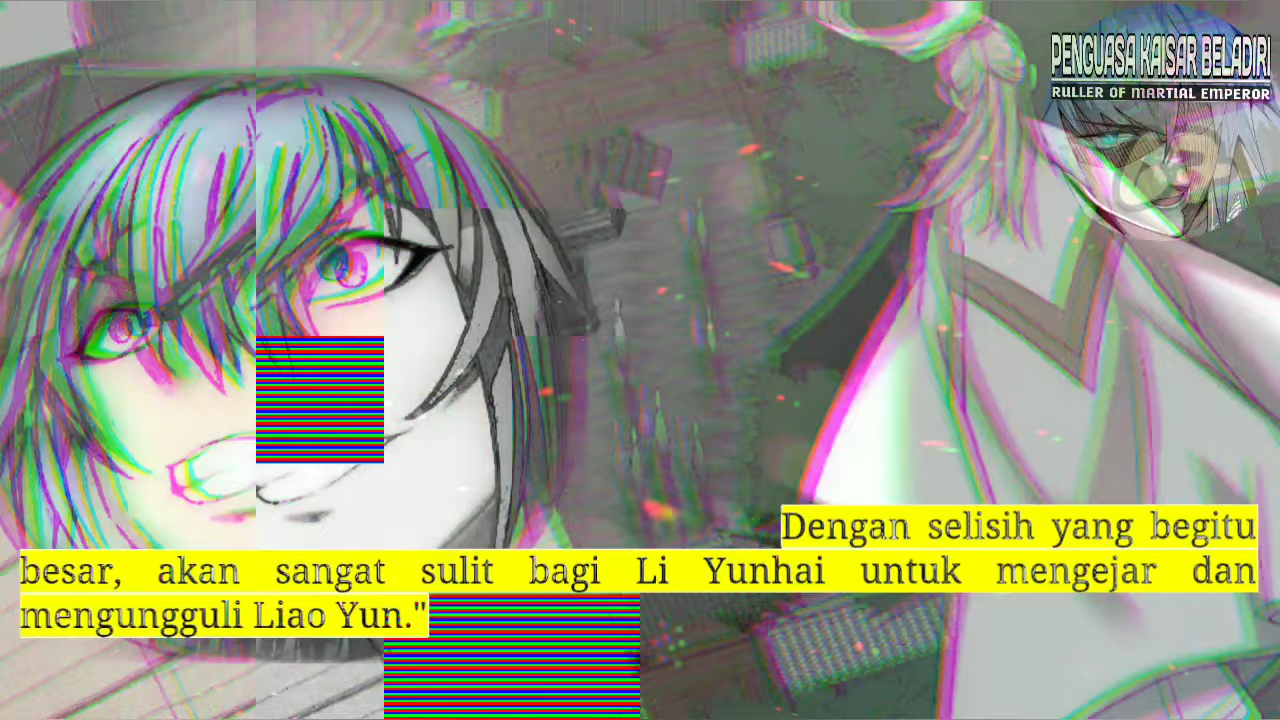 PENGUASA KAISAR BELADIRI
RULLER OF MARTIAL EMPEROR
Dengan selisih yang begitu
besar, akan sangat sulit bagi Li Yunhai untuk mengejar dan
mengungguli Liao Yun."